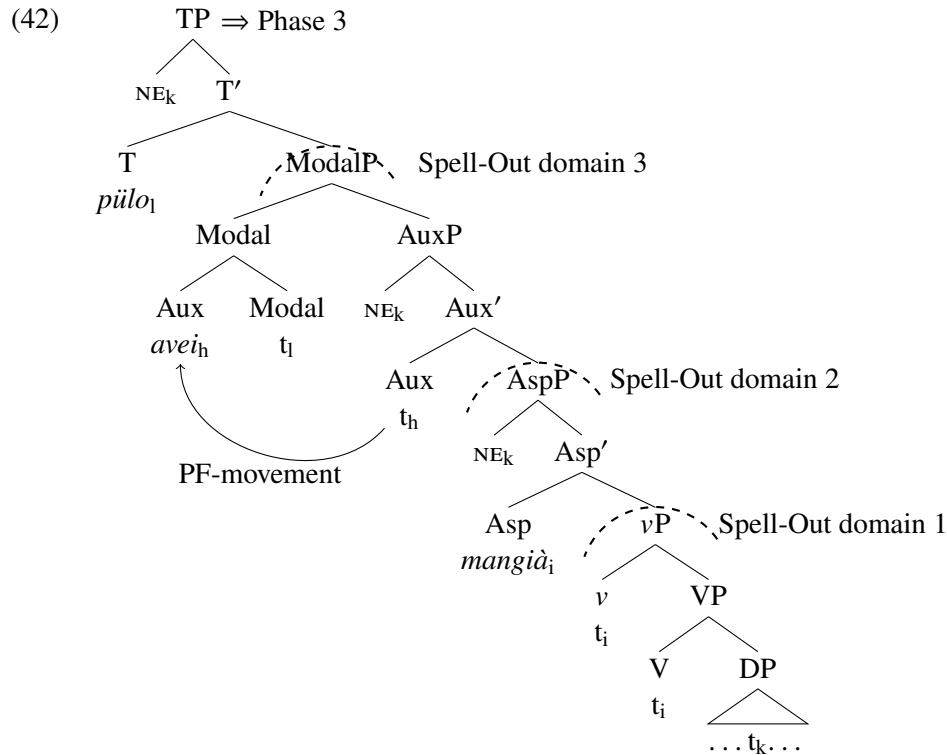 (42) TP ⇒ Phase 3
NEₖ T′
T ModalP Spell-Out domain 3
püloₗ
Modal AuxP
Aux Modal NEₖ Aux′
aveiₕ tₗ
Aux AspP Spell-Out domain 2
tₕ
NEₖ Asp′
PF-movement
Asp vP Spell-Out domain 1
mangiàᵢ
v VP
tᵢ
V DP
tᵢ
. . . tₖ. . .